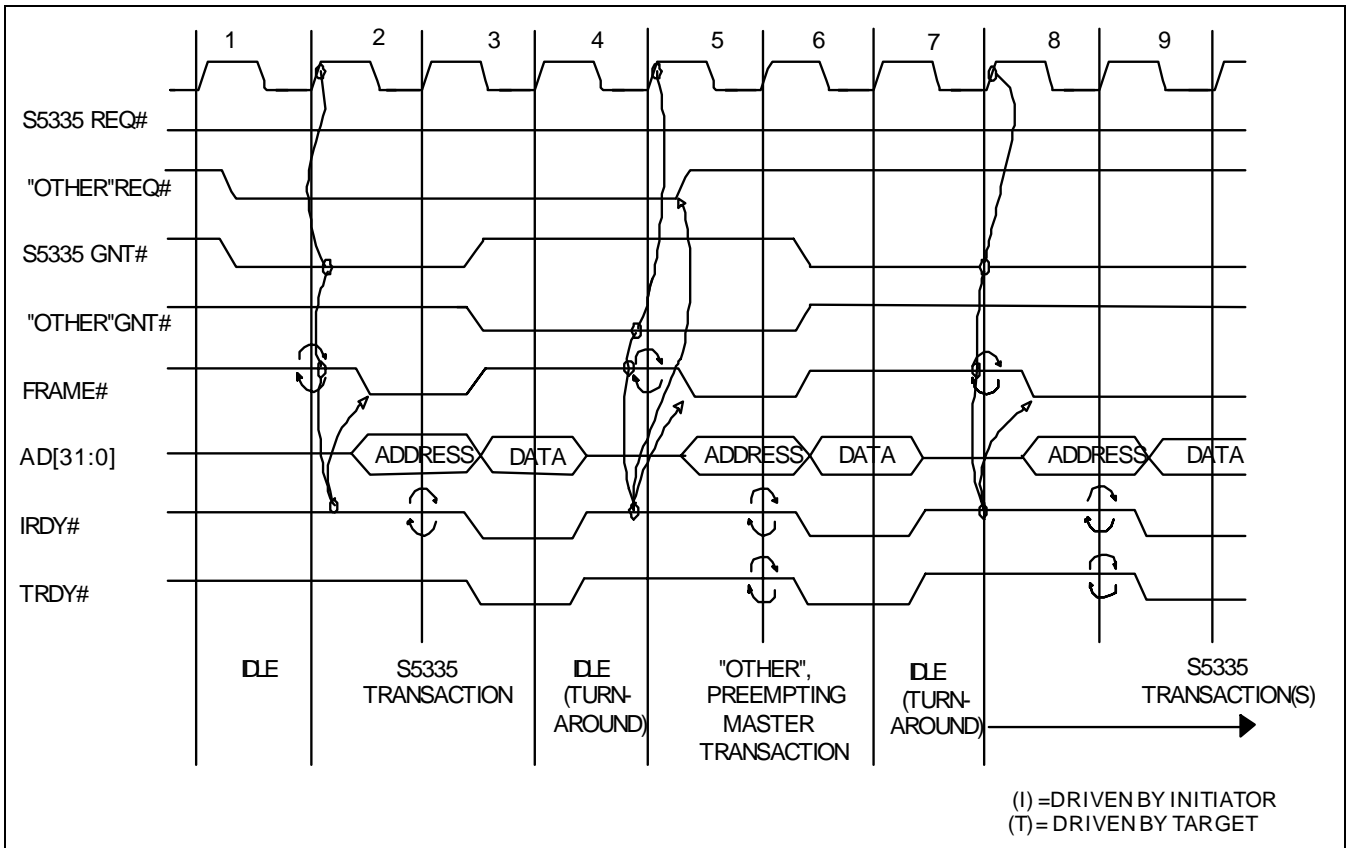 1 2 3 4 5 6 7 8 9
S5335 REQ#
"OTHER"REQ#
S5335 GNT#
"OTHER"GNT#
FRAME#
AD[31:0] ADDRESS DATA ADDRESS DATA ADDRESS DATA
IRDY#
TRDY#
IDLE
S5335
TRANSACTION
IDLE
(TURN-
AROUND)
"OTHER",
PREEMPTING
MASTER
TRANSACTION
IDLE
(TURN-
AROUND)
S5335
TRANSACTION(S)
(I) =DRIVEN BY INITIATOR
(T) = DRIVEN BY TARGET